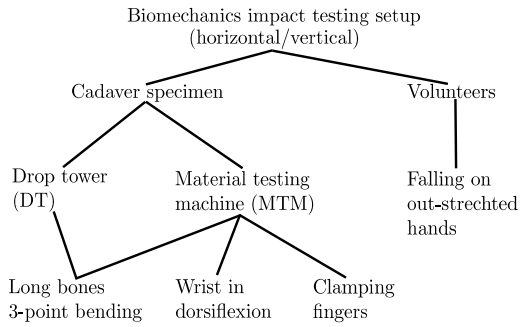 Biomechanics impact testing setup
(horizontal/vertical)
Cadaver specimen
Volunteers
Drop tower
(DT)
Material testing
machine (MTM)
Falling on
out-strechted
hands
Long bones
3-point bending
Wrist in
dorsiflexion
Clamping
fingers